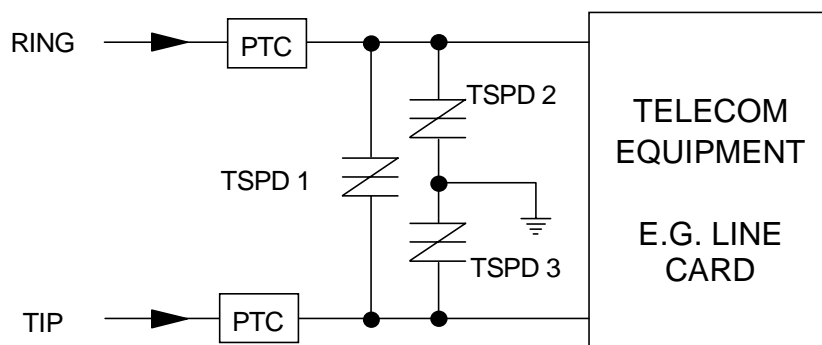 RING
PTC
TSPD 2
TSPD 1
TSPD 3
TELECOM
EQUIPMENT
E.G. LINE
CARD
TIP
PTC